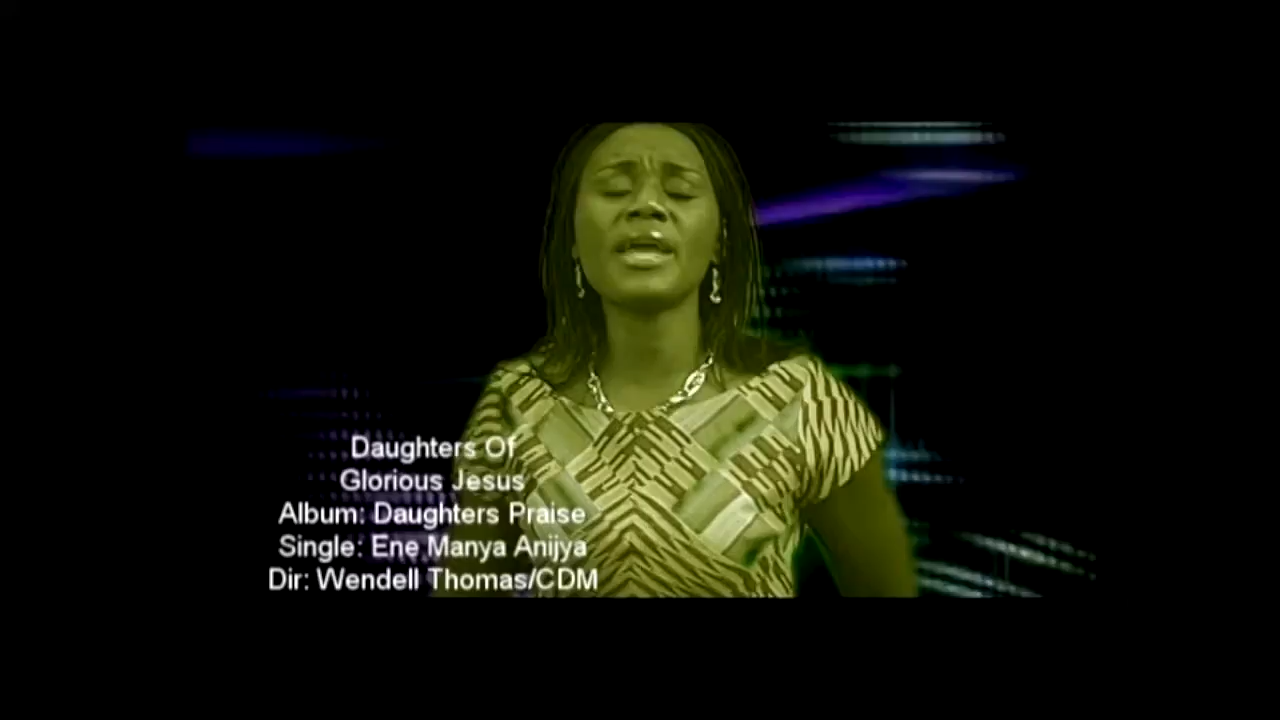 Daughters Of
Glorious Jesus
Album: Daughters Praise
Single: Ene Manya Anijya
Dir: Wendell Thomas/CDM